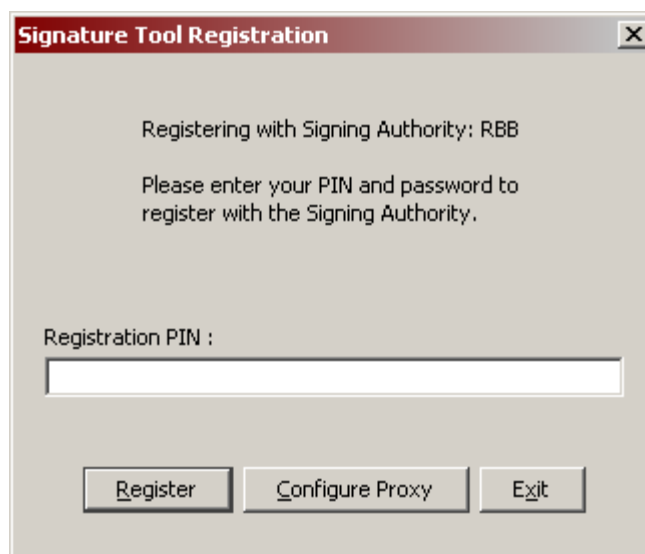 Signature Tool Registration
Registering with Signing Authority: RBB
Please enter your PIN and password to
register with the Signing Authority.
Registration PIN :
Register Configure Proxy Exit